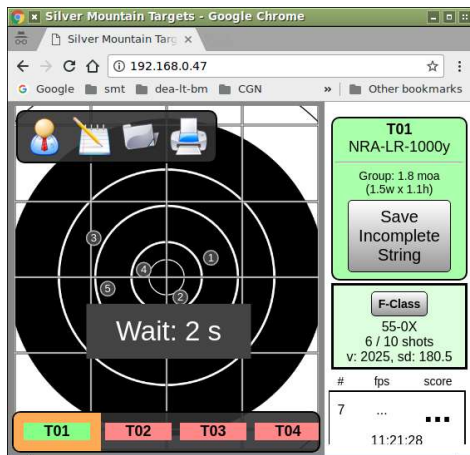 Silver Mountain Targets - Google Chrome
Silver Mountain Targ
192.168.0.47
Google smt dea-lt-bm CGN » Other bookmarks
T01
NRA-LR-1000y
Group: 1.8 moa
(1.5w x 1.1h)
Save
Incomplete
String
3
1
4
5
2
Wait: 2 s
F-Class
55-0X
6 / 10 shots
v: 2025, sd: 180.5
# fps score
7 ... ...
11:21:28
T01 T02 T03 T04